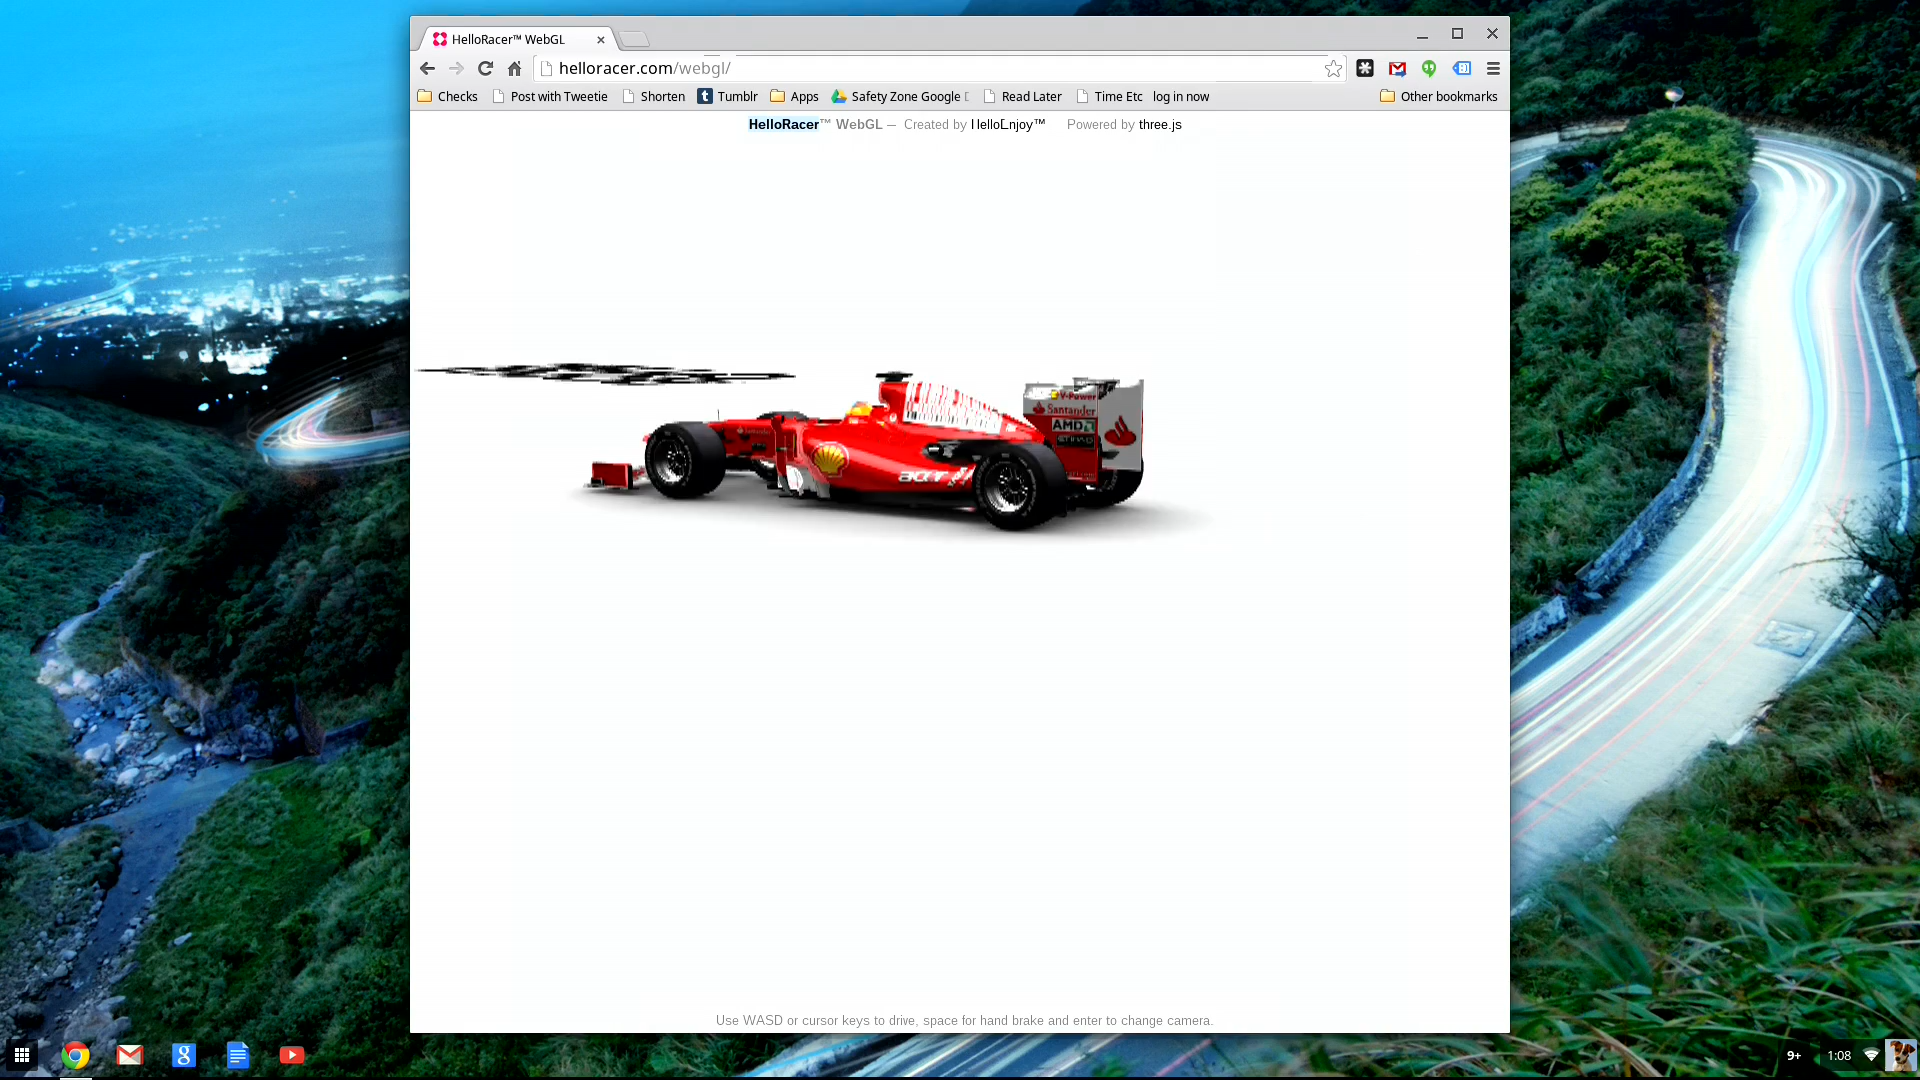 HelloRacer™ WebGL
helloracer.com/webgl/
Checks Post with Tweetie Shorten Tumblr Apps Safety Zone Google Read Later Time Etc log in now Other bookmarks
HelloRacer™ WebGL — Created by HelloEnjoy™ Powered by three.js
Santander
AMD
acer
Use WASD or cursor keys to drive, space for hand brake and enter to change camera.
9+ 1:08